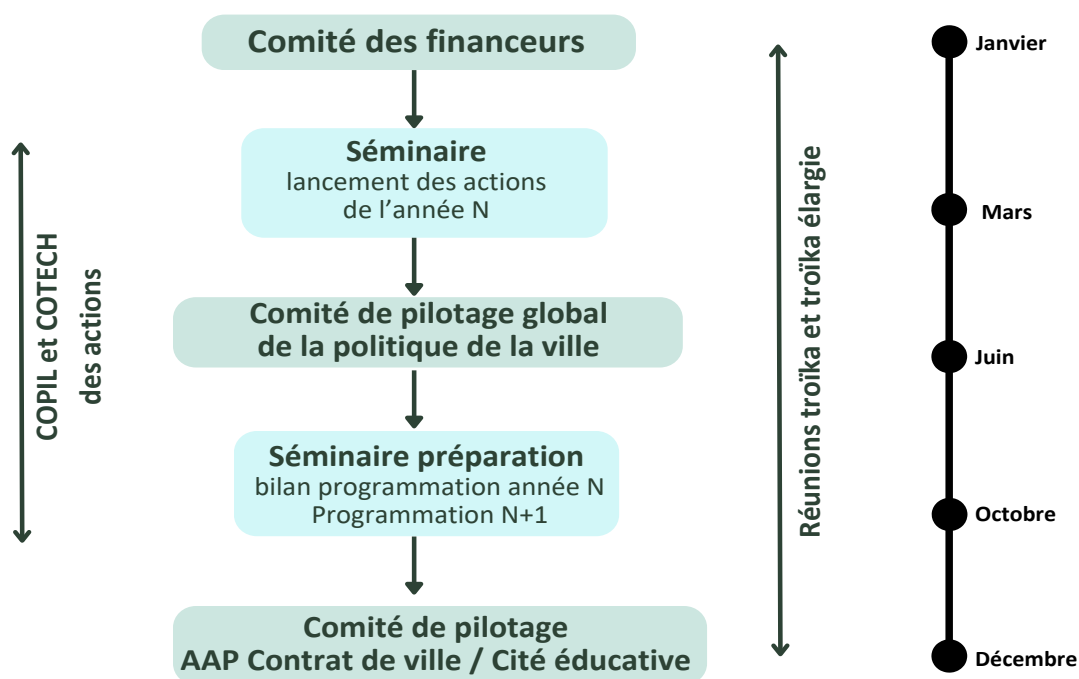 Comité des financeurs
Séminaire
lancement des actions
de l’année N
Comité de pilotage global
de la politique de la ville
Séminaire préparation
bilan programmation année N
Programmation N+1
Comité de pilotage
AAP Contrat de ville / Cité éducative
COPIL et COTECH
des actions
Réunions troïka et troïka élargie
Janvier
Mars
Juin
Octobre
Décembre